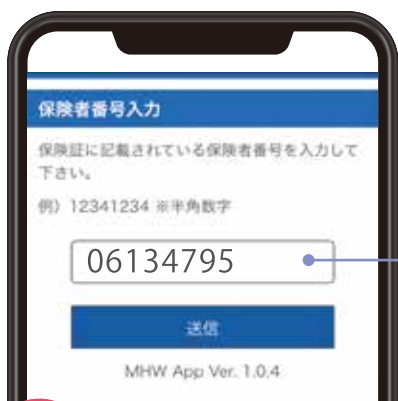 保険者番号入力
保険証に記載されている保険者番号を入力して
下さい。
例）12341234 ※半角数字
06134795
送信
MHW App Ver. 1.0.4